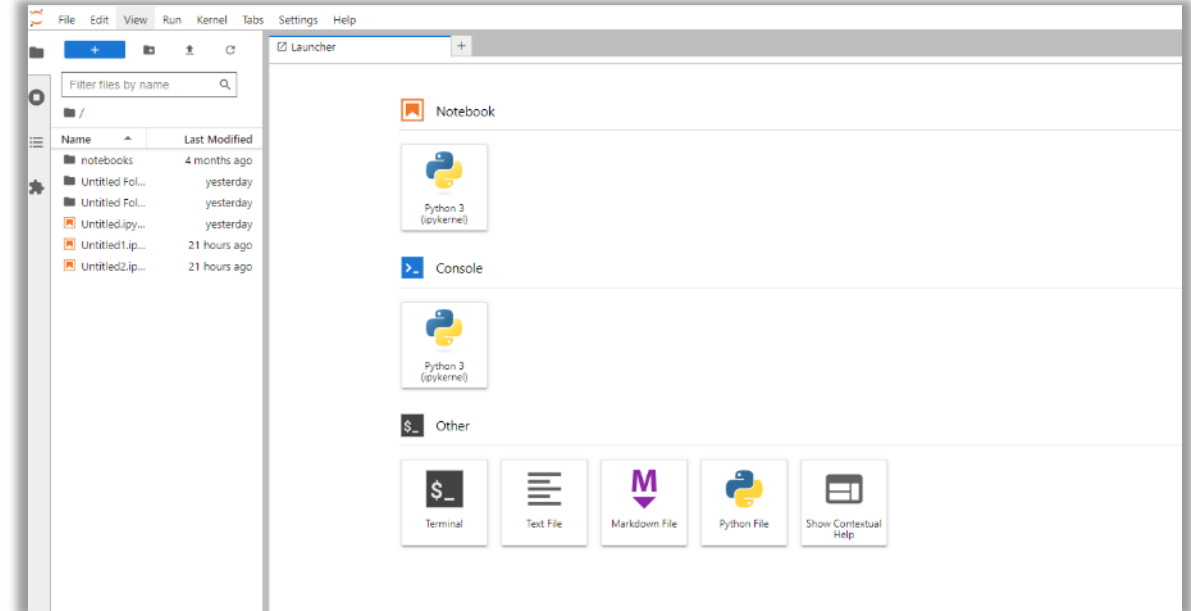 File Edit View Run Kernel Tabs Settings Help
+
Launcher
+
Filter files by name
/
Name Last Modified
notebooks 4 months ago
Untitled Fol... yesterday
Untitled Fol... yesterday
Untitled.ipy... yesterday
Untitled1.ip... 21 hours ago
Untitled2.ip... 21 hours ago
Notebook
Python 3
(ipykernel)
>_ Console
Python 3
(ipykernel)
$_ Other
$_
Terminal
Text File
M
Markdown File
Python File
Show Contextual
Help